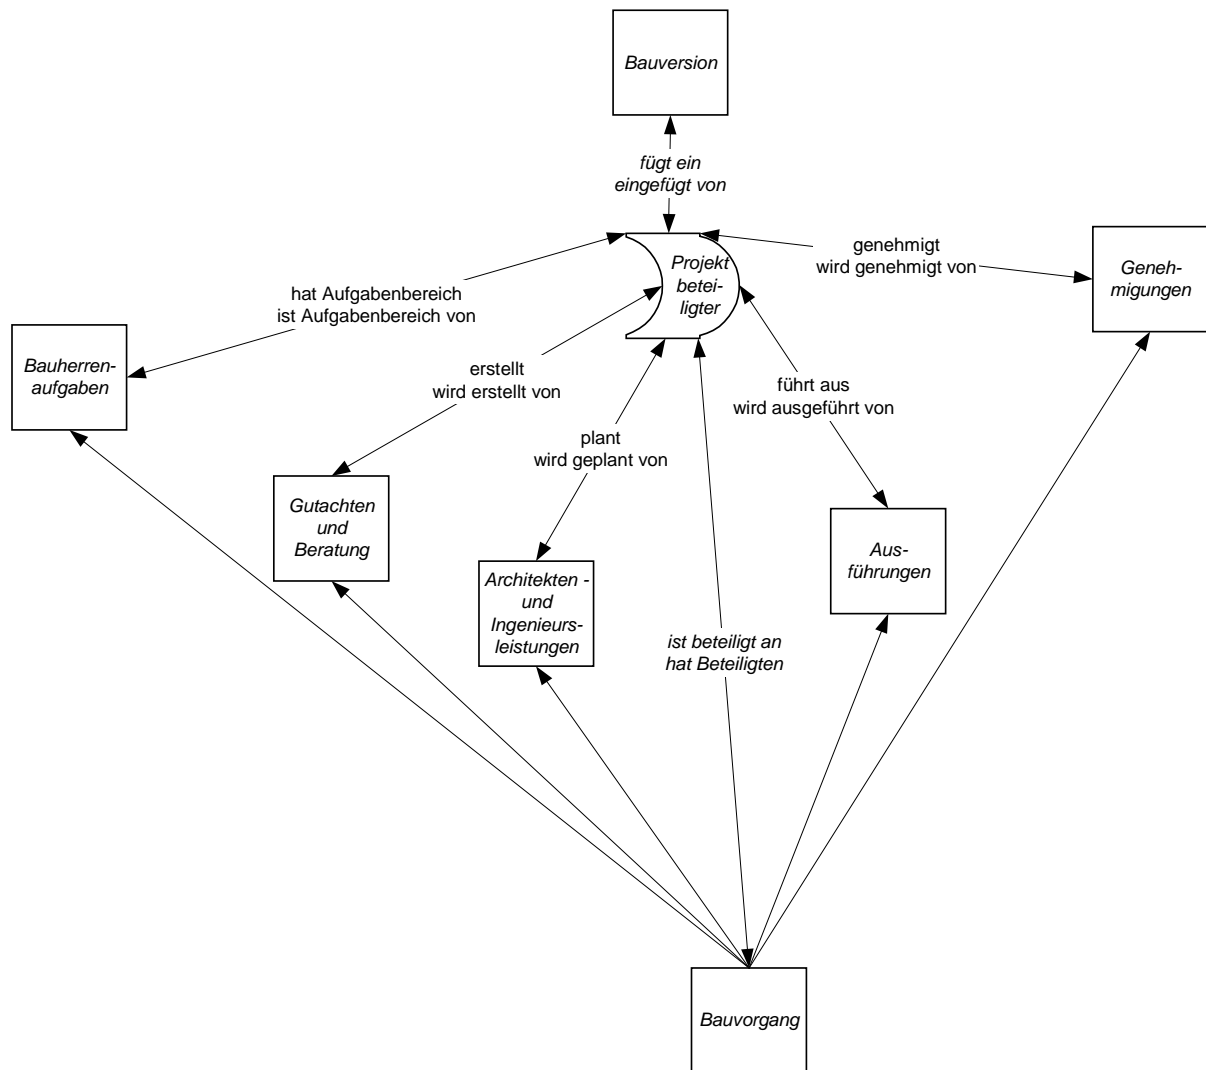 Bauversion
fügt ein
eingefügt von
Projekt
betei-
ligter
genehmigt
wird genehmigt von
Geneh-
migungen
hat Aufgabenbereich
ist Aufgabenbereich von
Bauherren-
aufgaben
erstellt
wird erstellt von
führt aus
wird ausgeführt von
plant
wird geplant von
Gutachten
und
Beratung
Aus-
führungen
Architekten -
und
Ingenieurs-
leistungen
ist beteiligt an
hat Beteiligten
Bauvorgang